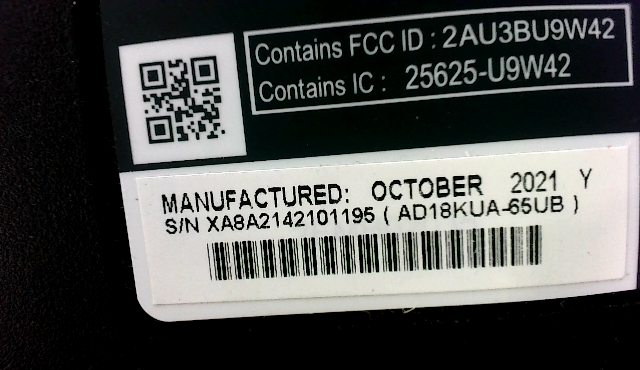 Contains FCC ID : 2AU3BU9W42
Contains IC : 25625-U9W42
MANUFACTURED: OCTOBER 2021 Y
S/N XA8A2142101195 ( AD18KUA-65UB )